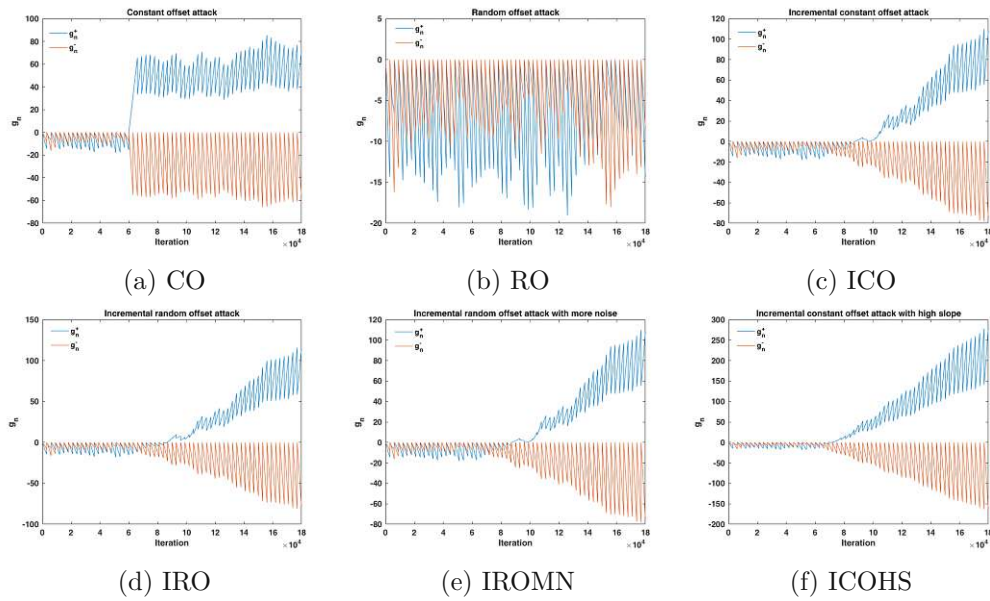 Constant offset attack
100
80
60
40
20
0
-20
-40
-60
-80
g_n
g_n^+
g_n^-
0 2 4 6 8 10 12 14 16 18
Iteration
×10^4
(a) CO
Random offset attack
5
0
-5
-10
-15
-20
g_n
g_n^+
g_n^-
0 2 4 6 8 10 12 14 16 18
Iteration
×10^4
(b) RO
Incremental constant offset attack
120
100
80
60
40
20
0
-20
-40
-60
-80
g_n
g_n^+
g_n^-
0 2 4 6 8 10 12 14 16 18
Iteration
×10^4
(c) ICO
Incremental random offset attack
150
100
50
0
-50
-100
g_n
g_n^+
g_n^-
0 2 4 6 8 10 12 14 16 18
Iteration
×10^4
(d) IRO
Incremental random offset attack with more noise
120
100
80
60
40
20
0
-20
-40
-60
-80
g_n
g_n^+
g_n^-
0 2 4 6 8 10 12 14 16 18
Iteration
×10^4
(e) IROMN
Incremental constant offset attack with high slope
300
250
200
150
100
50
0
-50
-100
-150
-200
g_n
g_n^+
g_n^-
0 2 4 6 8 10 12 14 16 18
Iteration
×10^4
(f) ICOHS